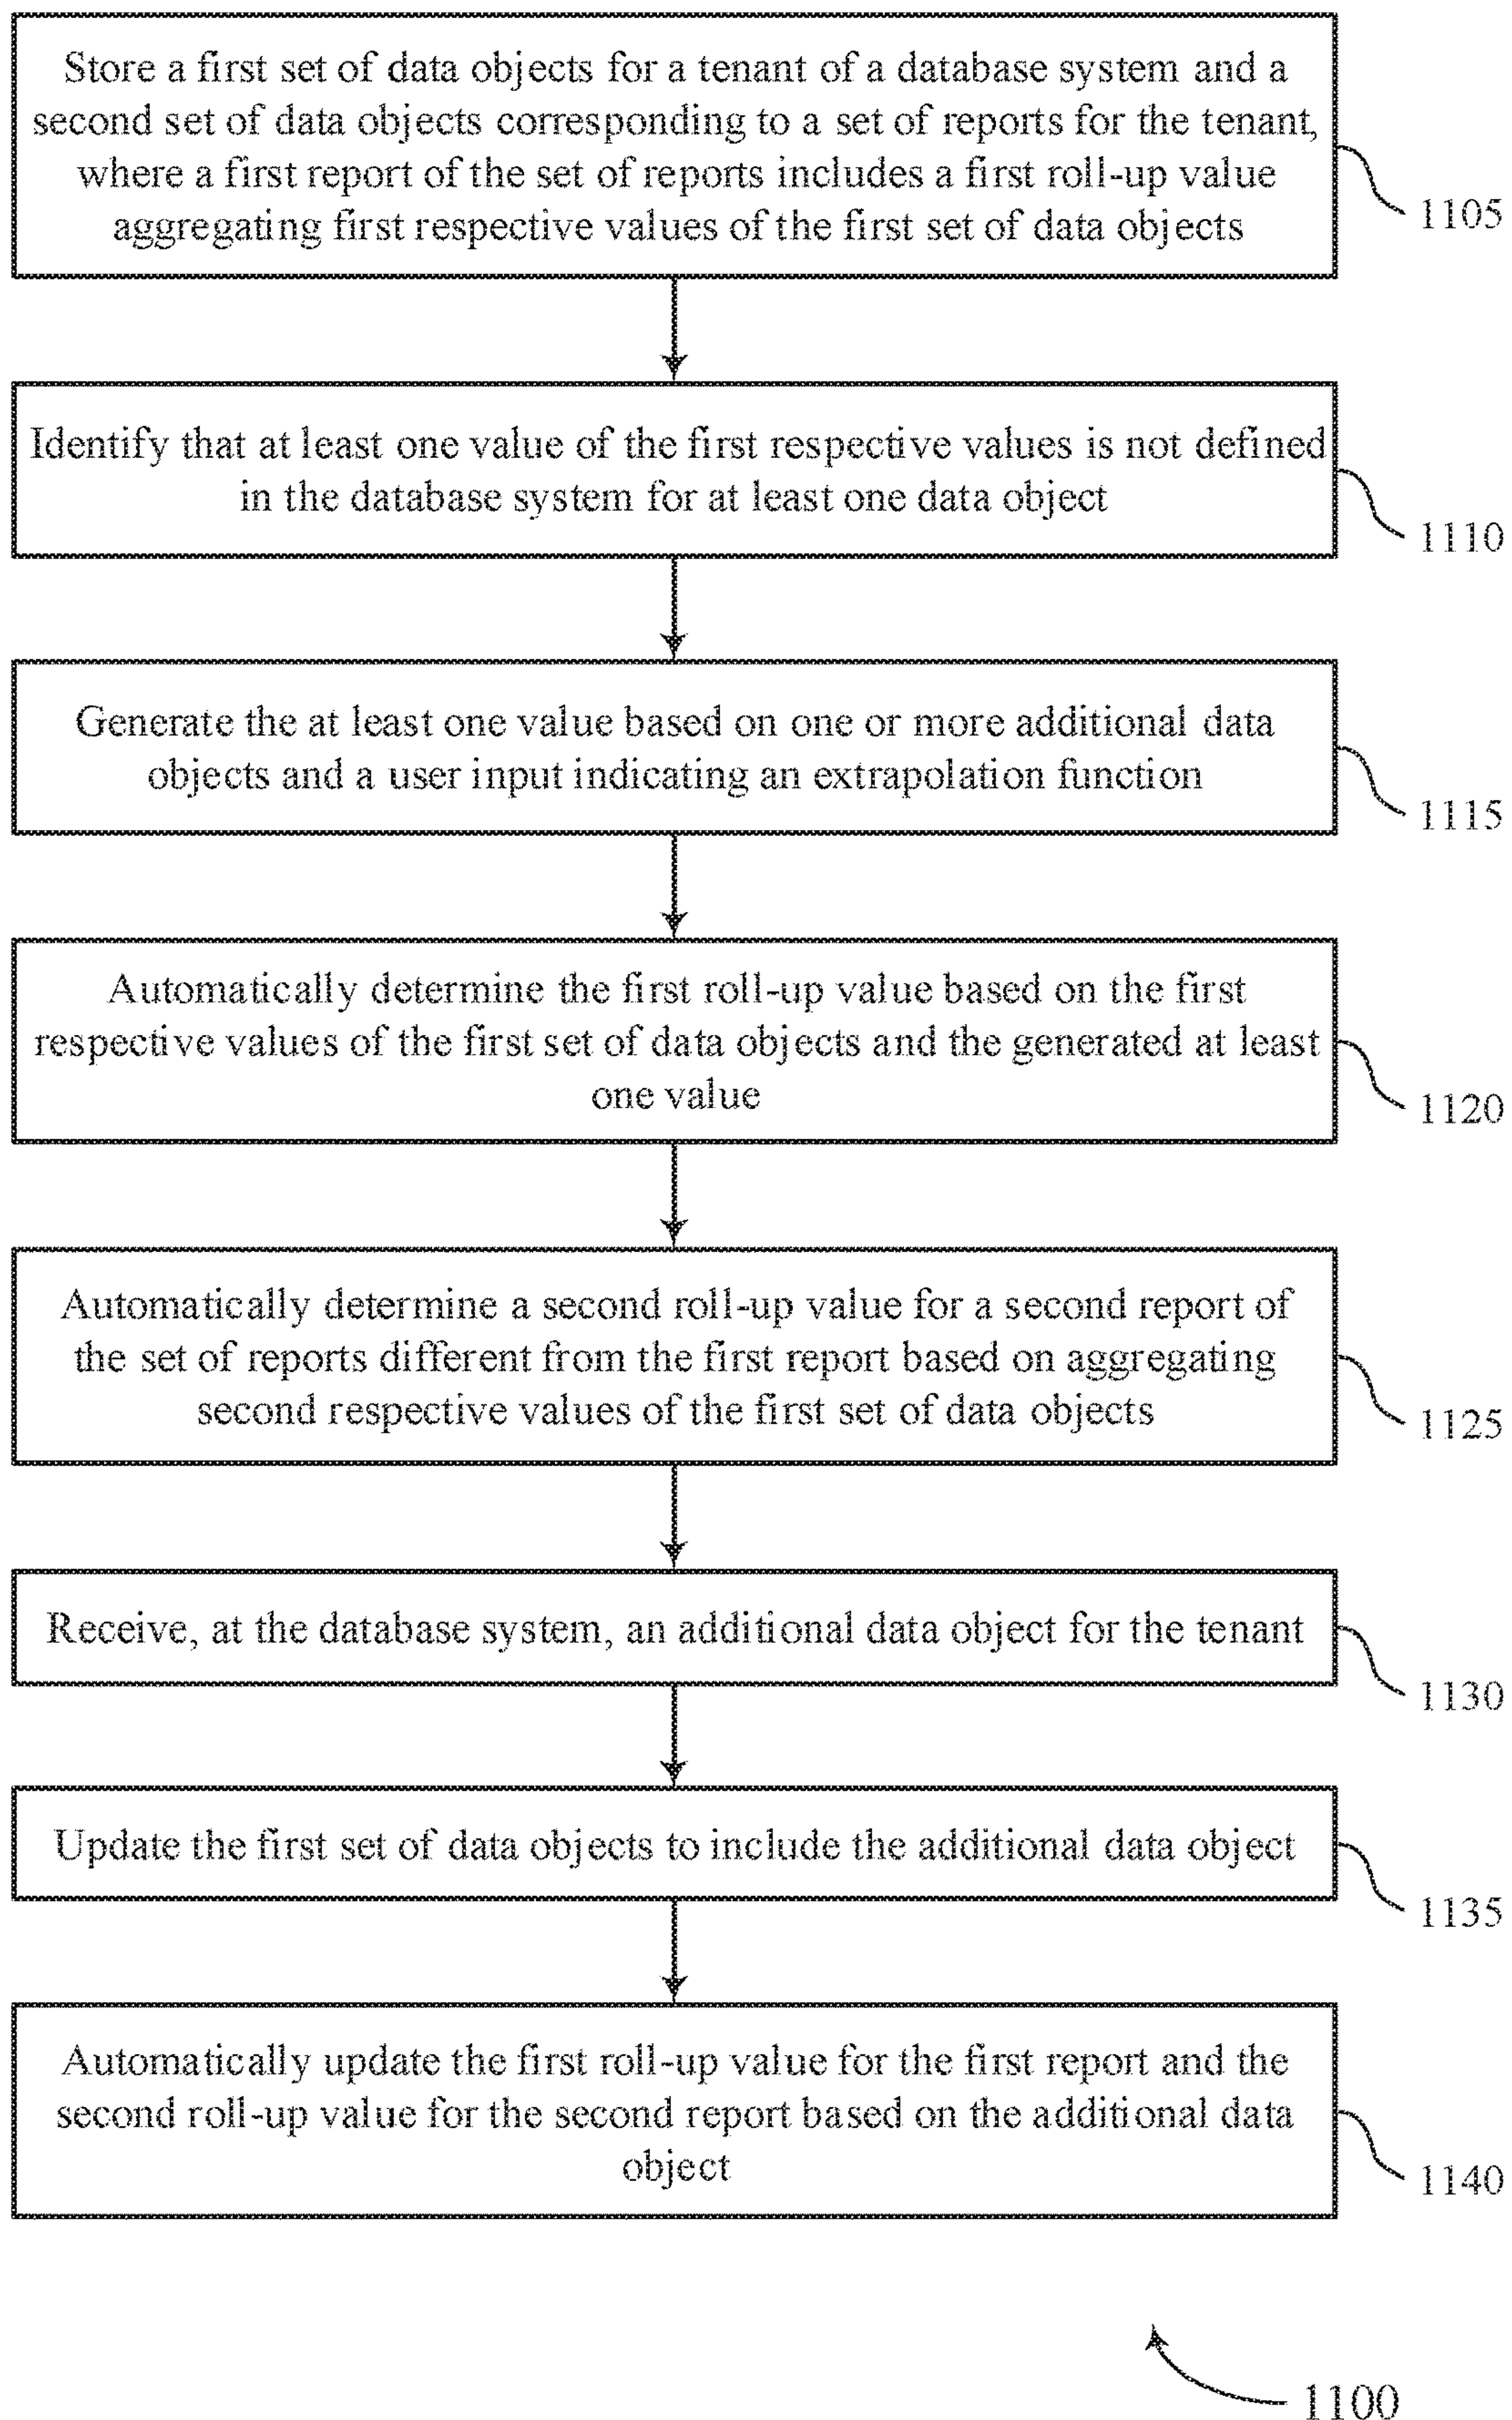 Store a first set of data objects for a tenant of a database system and a
second set of data objects corresponding to a set of reports for the tenant,
where a first report of the set of reports includes a first roll-up value
aggregating first respective values of the first set of data objects
1105
Identify that at least one value of the first respective values is not defined
in the database system for at least one data object
1110
Generate the at least one value based on one or more additional data
objects and a user input indicating an extrapolation function
1115
Automatically determine the first roll-up value based on the first
respective values of the first set of data objects and the generated at least
one value
1120
Automatically determine a second roll-up value for a second report of
the set of reports different from the first report based on aggregating
second respective values of the first set of data objects
1125
Receive, at the database system, an additional data object for the tenant
1130
Update the first set of data objects to include the additional data object
1135
Automatically update the first roll-up value for the first report and the
second roll-up value for the second report based on the additional data
object
1140
1100